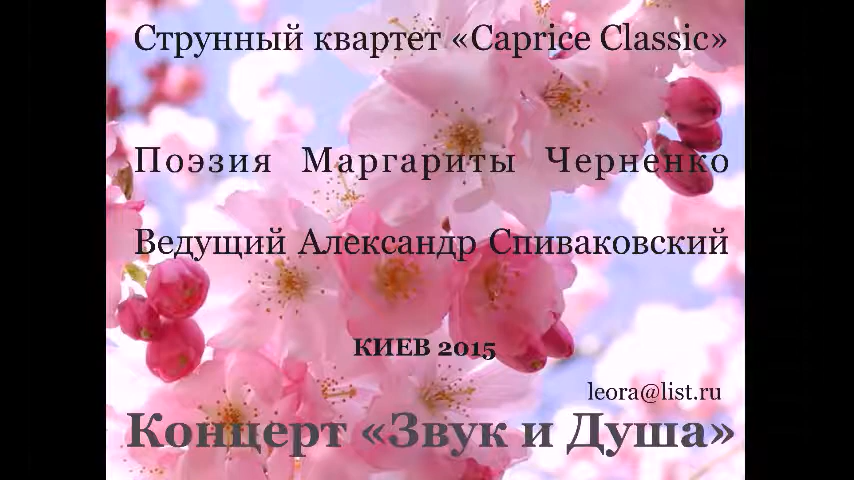 Струнный квартет «Caprice Classic»
Поэзия Маргариты Черненко
Ведущий Александр Спиваковский
КИЕВ 2015
leora@list.ru
Концерт «Звук и Душа»